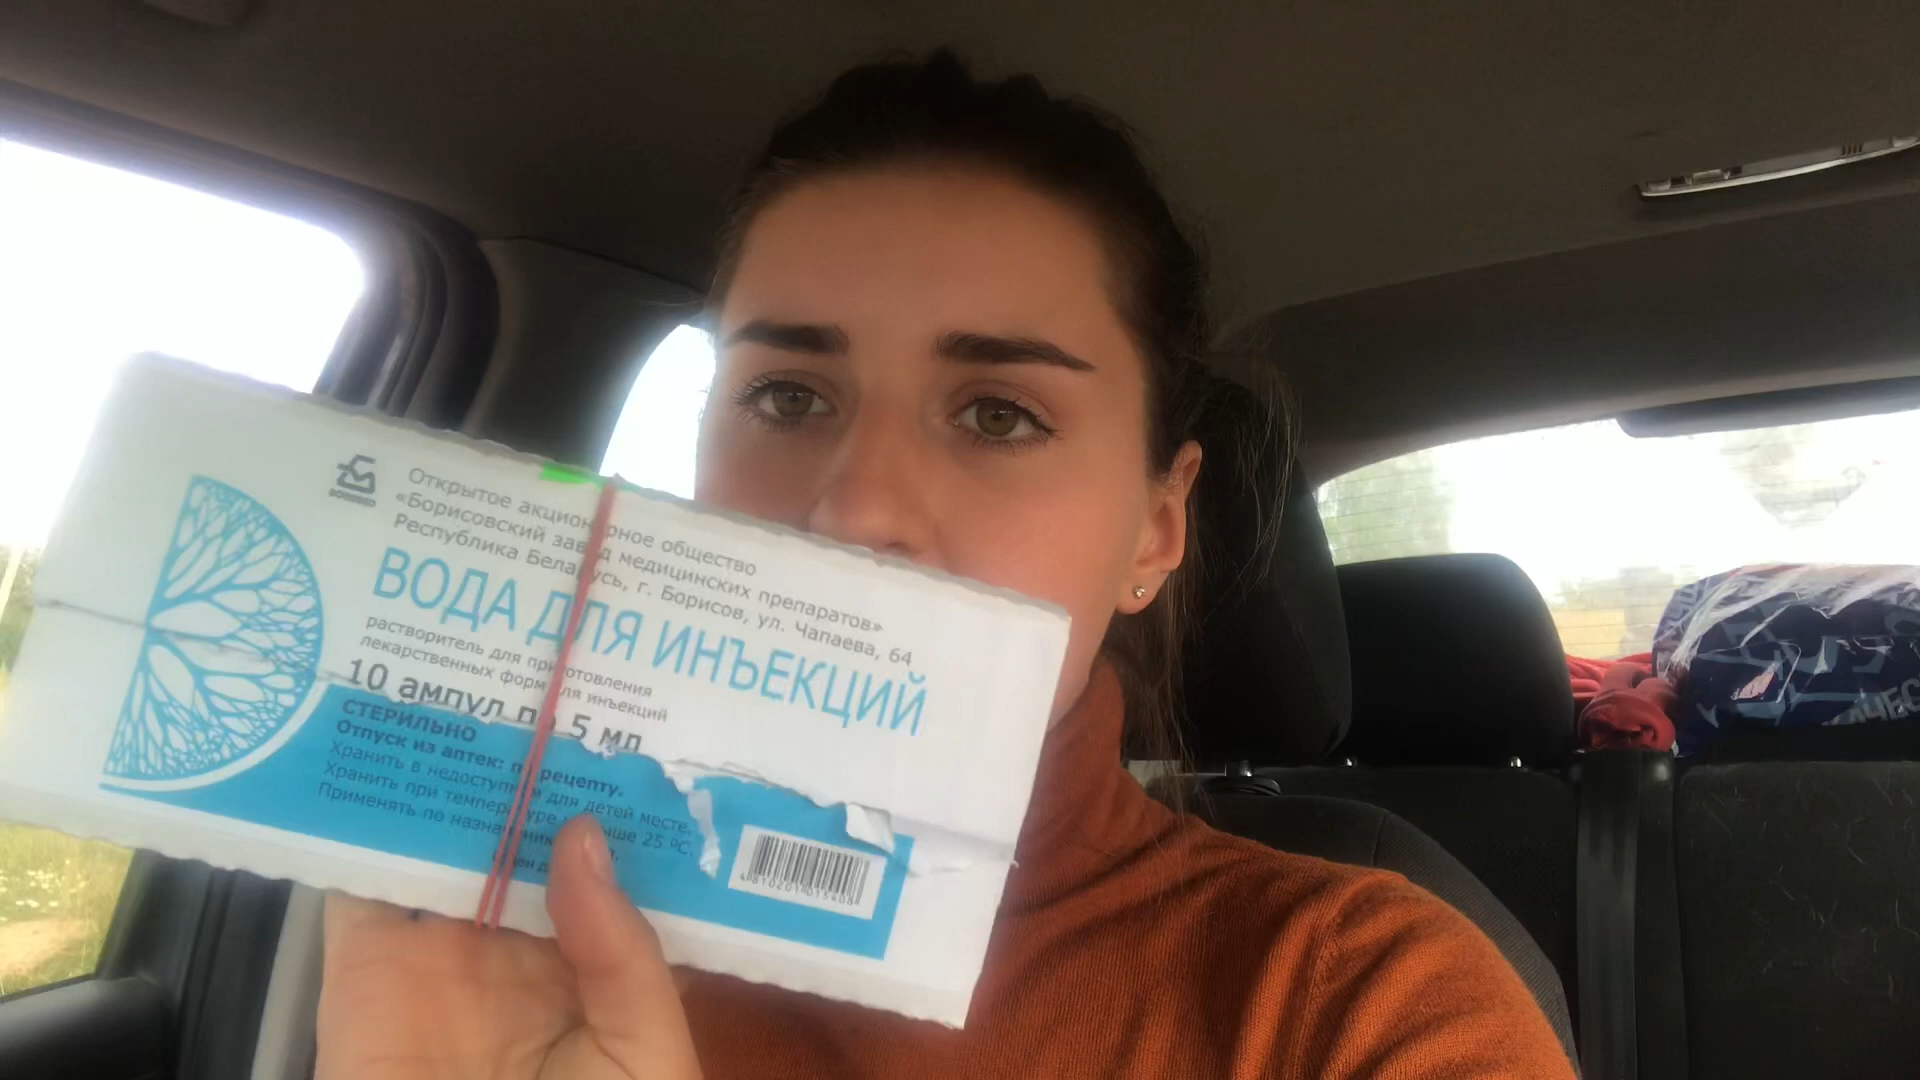 BORIMED
Открытое акционерное общество
«Борисовский завод медицинских препаратов»
Республика Беларусь, г. Борисов, ул. Чапаева, 64
ВОДА ДЛЯ ИНЪЕКЦИЙ
растворитель для приготовления
лекарственных форм для инъекций
10 ампул по 5 мл
СТЕРИЛЬНО
Отпуск из аптек: по рецепту.
Хранить в недоступном для детей месте.
Хранить при температуре не выше 25 °C.
Применять по назначению
4810201015408